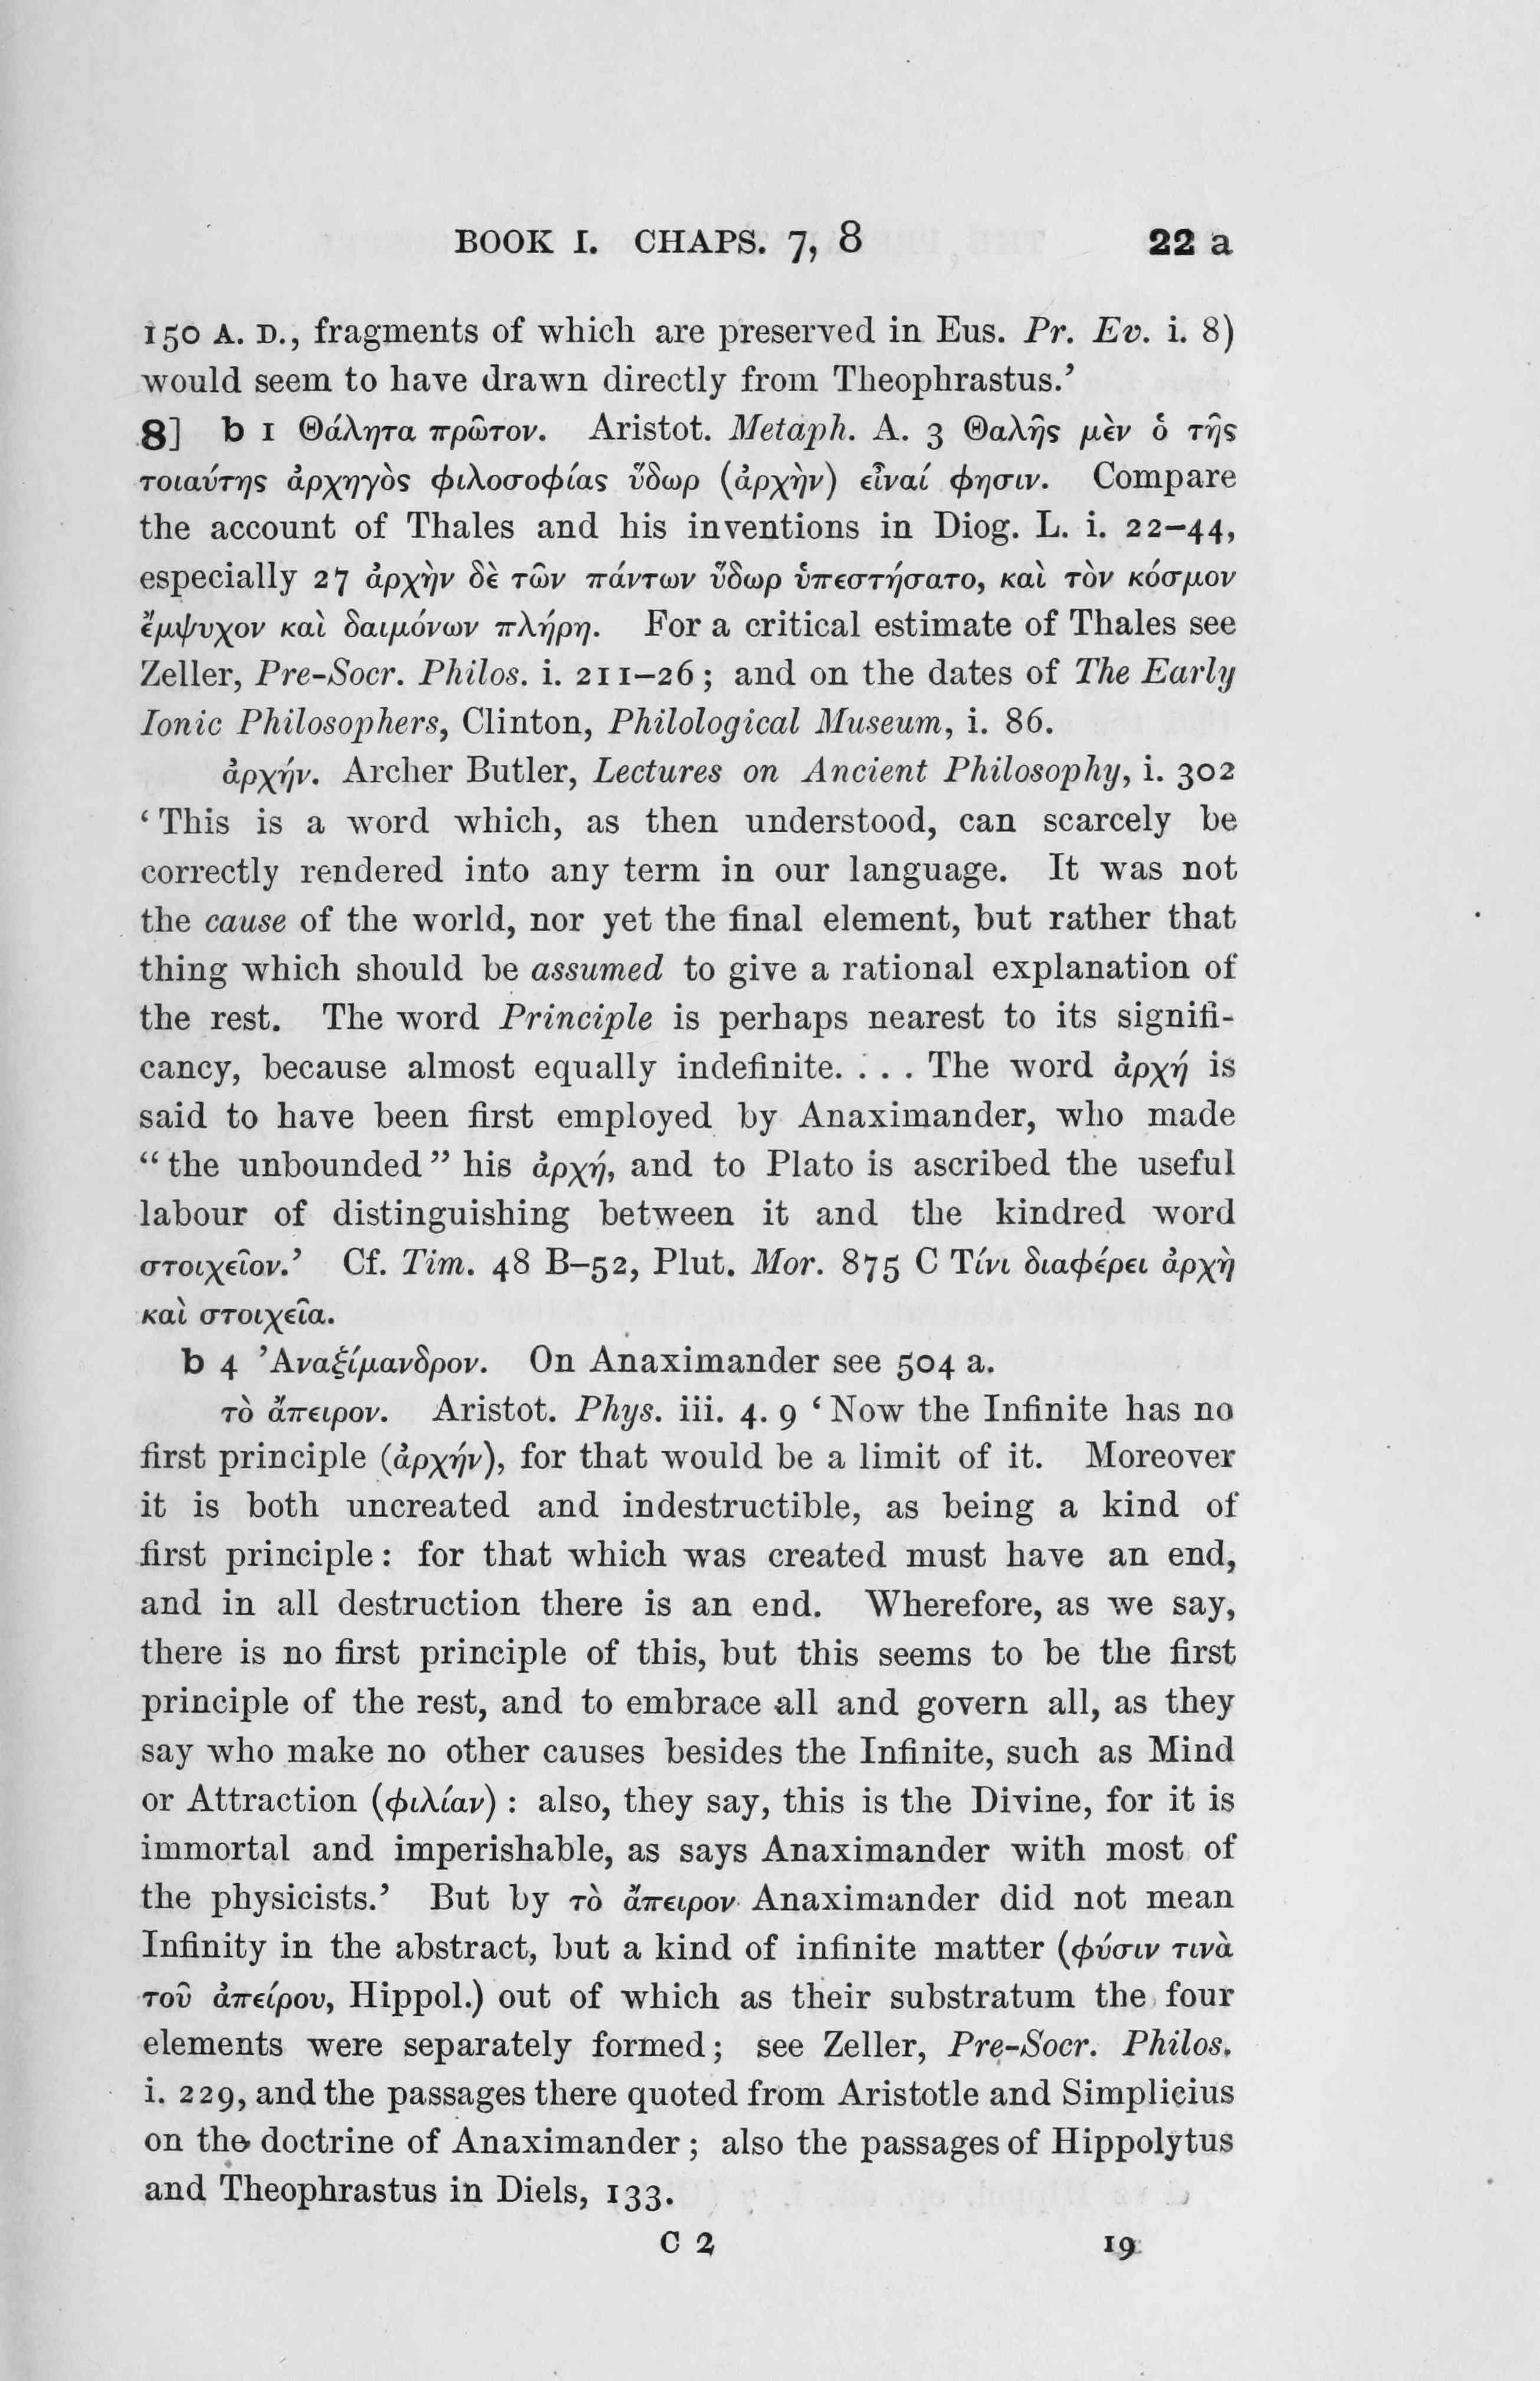 BOOK I. CHAPS. 7, 8 22 a
150 A. D., fragments of which are preserved in Eus. Pr. Ev. i. 8)
would seem to have drawn directly from Theophrastus.’
8] b 1 Θάλητα πρῶτον. Aristot. Metaph. A. 3 Θαλῆς μὲν ὁ τῆς
τοιαύτης ἀρχηγὸς φιλοσοφίας ὕδωρ (ἀρχὴν) εἶναί φησιν. Compare
the account of Thales and his inventions in Diog. L. i. 22–44,
especially 27 ἀρχὴν δὲ τῶν πάντων ὕδωρ ὑπεστήσατο, καὶ τὸν κόσμον
ἔμψυχον καὶ δαιμόνων πλήρη. For a critical estimate of Thales see
Zeller, Pre-Socr. Philos. i. 211–26; and on the dates of The Early
Ionic Philosophers, Clinton, Philological Museum, i. 86.
ἀρχήν. Archer Butler, Lectures on Ancient Philosophy, i. 302
‘This is a word which, as then understood, can scarcely be
correctly rendered into any term in our language. It was not
the cause of the world, nor yet the final element, but rather that
thing which should be assumed to give a rational explanation of
the rest. The word Principle is perhaps nearest to its signifi-
cancy, because almost equally indefinite. . . . The word ἀρχή is
said to have been first employed by Anaximander, who made
“the unbounded” his ἀρχή, and to Plato is ascribed the useful
labour of distinguishing between it and the kindred word
στοιχεῖον.’ Cf. Tim. 48 B–52, Plut. Mor. 875 C Τίνι διαφέρει ἀρχὴ
καὶ στοιχεῖα.
b 4 Ἀναξίμανδρον. On Anaximander see 504 a.
τὸ ἄπειρον. Aristot. Phys. iii. 4. 9 ‘Now the Infinite has no
first principle (ἀρχήν), for that would be a limit of it. Moreover
it is both uncreated and indestructible, as being a kind of
first principle: for that which was created must have an end,
and in all destruction there is an end. Wherefore, as we say,
there is no first principle of this, but this seems to be the first
principle of the rest, and to embrace all and govern all, as they
say who make no other causes besides the Infinite, such as Mind
or Attraction (φιλίαν): also, they say, this is the Divine, for it is
immortal and imperishable, as says Anaximander with most of
the physicists.’ But by τὸ ἄπειρον Anaximander did not mean
Infinity in the abstract, but a kind of infinite matter (φύσιν τινὰ
τοῦ ἀπείρου, Hippol.) out of which as their substratum the four
elements were separately formed; see Zeller, Pre-Socr. Philos.
i. 229, and the passages there quoted from Aristotle and Simplicius
on the doctrine of Anaximander; also the passages of Hippolytus
and Theophrastus in Diels, 133.
C 2 19